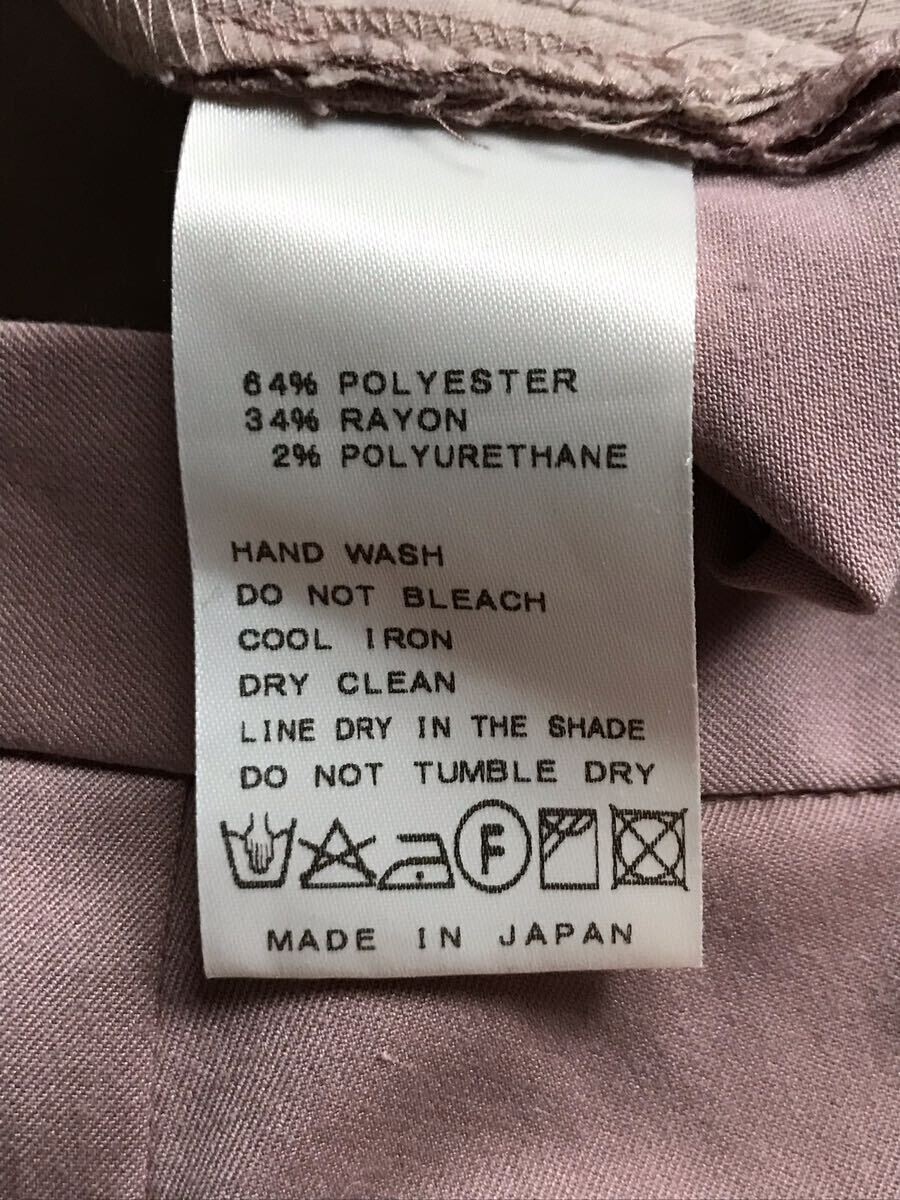 64% POLYESTER
34% RAYON
2% POLYURETHANE
HAND WASH
DO NOT BLEACH
COOL IRON
DRY CLEAN
LINE DRY IN THE SHADE
DO NOT TUMBLE DRY
F
MADE IN JAPAN